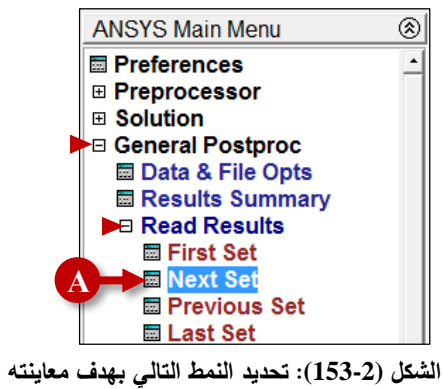 ANSYS Main Menu
Preferences
Preprocessor
Solution
General Postproc
Data & File Opts
Results Summary
Read Results
First Set
A
Next Set
Previous Set
Last Set
الشكل (2-153): تحديد النمط التالي بهدف معاينته